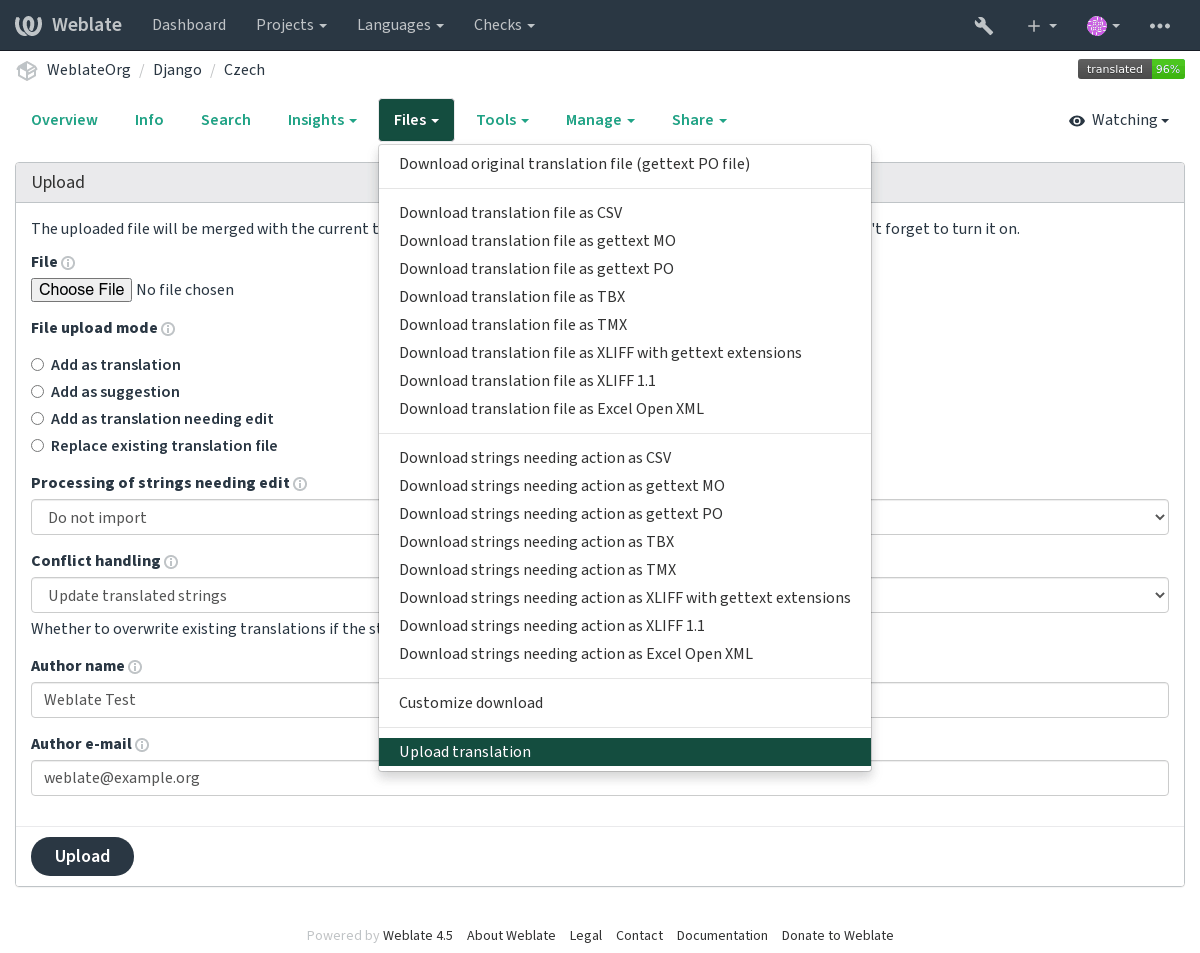 Weblate Dashboard Projects Languages Checks
WeblateOrg / Django / Czech translated 96%
Overview Info Search Insights Files Tools Manage Share Watching
Download original translation file (gettext PO file)
Download translation file as CSV
Download translation file as gettext MO
Download translation file as gettext PO
Download translation file as TBX
Download translation file as TMX
Download translation file as XLIFF with gettext extensions
Download translation file as XLIFF 1.1
Download translation file as Excel Open XML
Download strings needing action as CSV
Download strings needing action as gettext MO
Download strings needing action as gettext PO
Download strings needing action as TBX
Download strings needing action as TMX
Download strings needing action as XLIFF with gettext extensions
Download strings needing action as XLIFF 1.1
Download strings needing action as Excel Open XML
Customize download
Upload translation
Upload
The uploaded file will be merged with the current t 't forget to turn it on.
File
Choose File No file chosen
File upload mode
Add as translation
Add as suggestion
Add as translation needing edit
Replace existing translation file
Processing of strings needing edit
Do not import
Conflict handling
Update translated strings
Whether to overwrite existing translations if the
Author name
Weblate Test
Author e-mail
weblate@example.org
Upload
Powered by Weblate 4.5 About Weblate Legal Contact Documentation Donate to Weblate